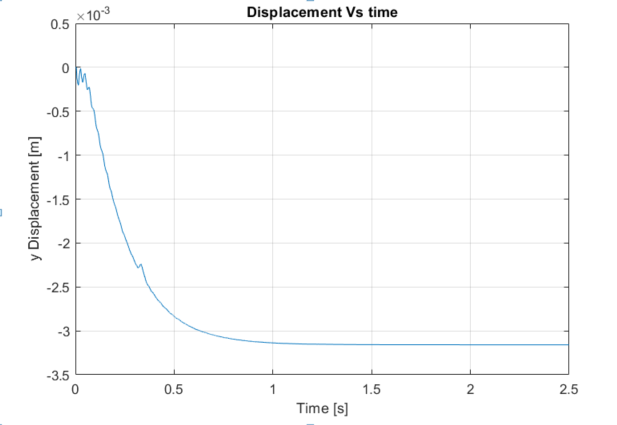 Displacement Vs time
×10⁻³
0.5
0
-0.5
-1
-1.5
-2
-2.5
-3
-3.5
y Displacement [m]
0 0.5 1 1.5 2 2.5
Time [s]